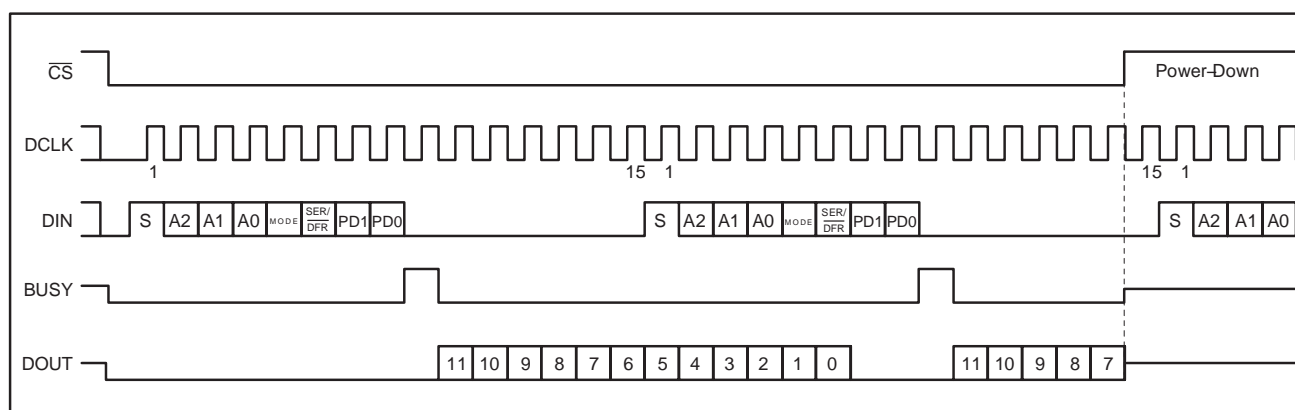 CS
Power-Down
DCLK
1 15 1 15 1
DIN
S A2 A1 A0 MODE SER/DFR PD1 PD0 S A2 A1 A0 MODE SER/DFR PD1 PD0 S A2 A1 A0
BUSY
DOUT
11 10 9 8 7 6 5 4 3 2 1 0 11 10 9 8 7